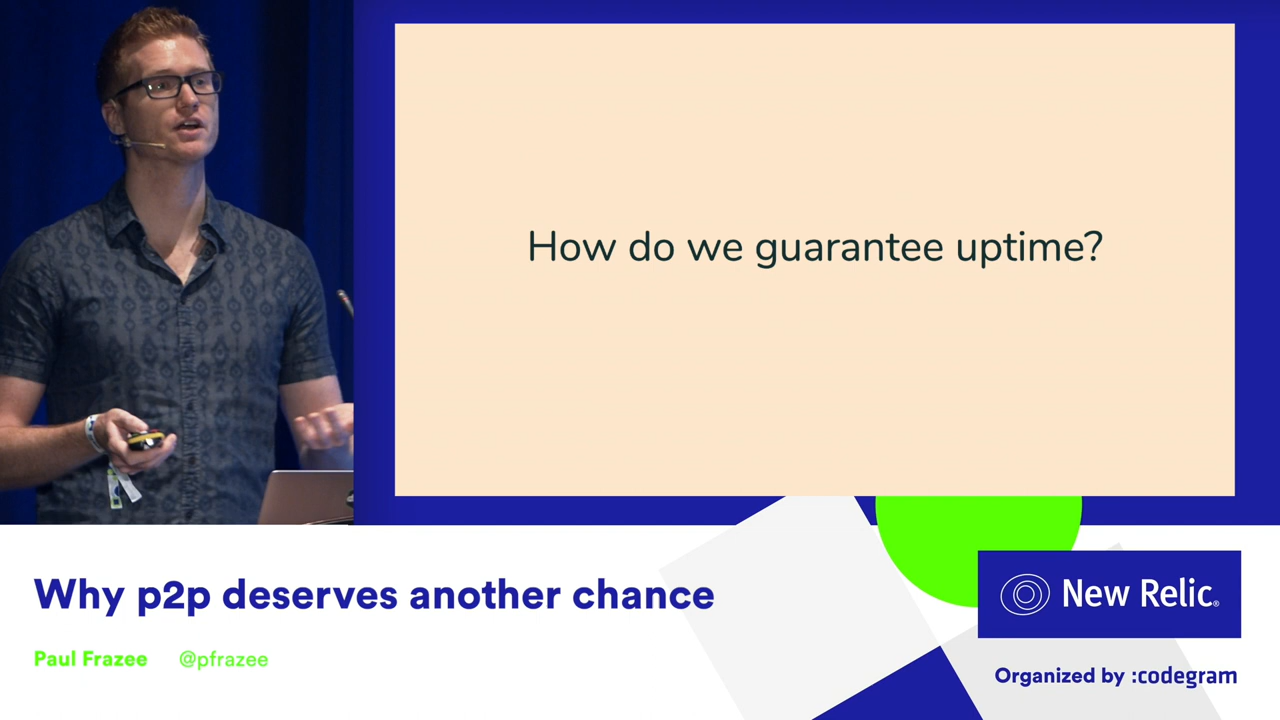 How do we guarantee uptime?
Why p2p deserves another chance
Paul Frazee @pfrazee
New Relic®
Organized by :codegram